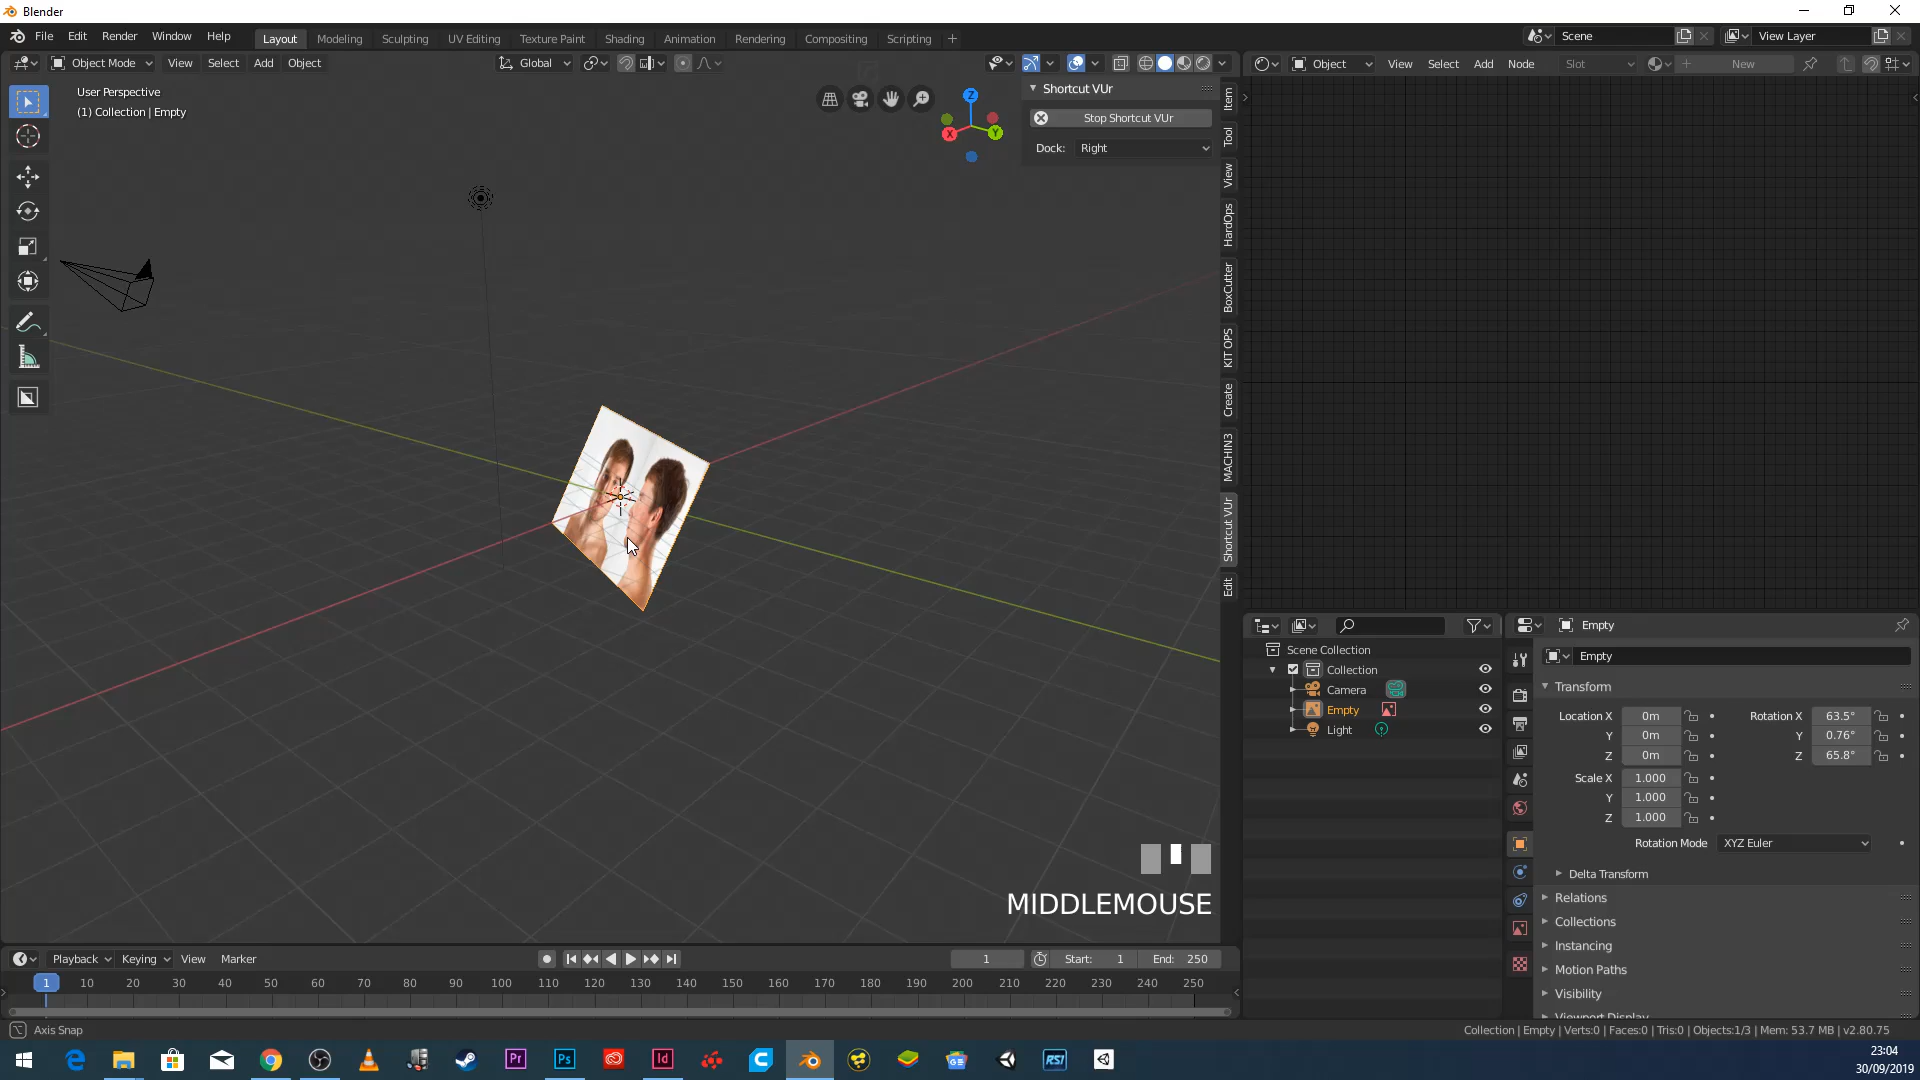 Blender
File Edit Render Window Help
Layout Modeling Sculpting UV Editing Texture Paint Shading Animation Rendering Compositing Scripting +
Scene
View Layer
Object Mode View Select Add Object
Global
Object View Select Add Node
Slot
New
User Perspective
(1) Collection | Empty
Z
X
Y
Shortcut VUr
Stop Shortcut VUr
Dock: Right
Item
Tool
View
HardOps
BoxCutter
KIT OPS
Create
MACHIN3
Shortcut VUr
Edit
MIDDLEMOUSE
Scene Collection
Collection
Camera
Empty
Light
Empty
Empty
Transform
Location X 0m
Rotation X 63.5°
Y 0m
Y 0.76°
Z 0m
Z 65.8°
Scale X 1.000
Y 1.000
Z 1.000
Rotation Mode XYZ Euler
Delta Transform
Relations
Collections
Instancing
Motion Paths
Visibility
Viewport Display
Playback Keying View Marker
1
Start: 1
End: 250
1 10 20 30 40 50 60 70 80 90 100 110 120 130 140 150 160 170 180 190 200 210 220 230 240 250
Axis Snap
Collection | Empty | Verts:0 | Faces:0 | Tris:0 | Objects:1/3 | Mem: 53.7 MB | v2.80.75
Pr Ps Id GE RSI
23:04
30/09/2019